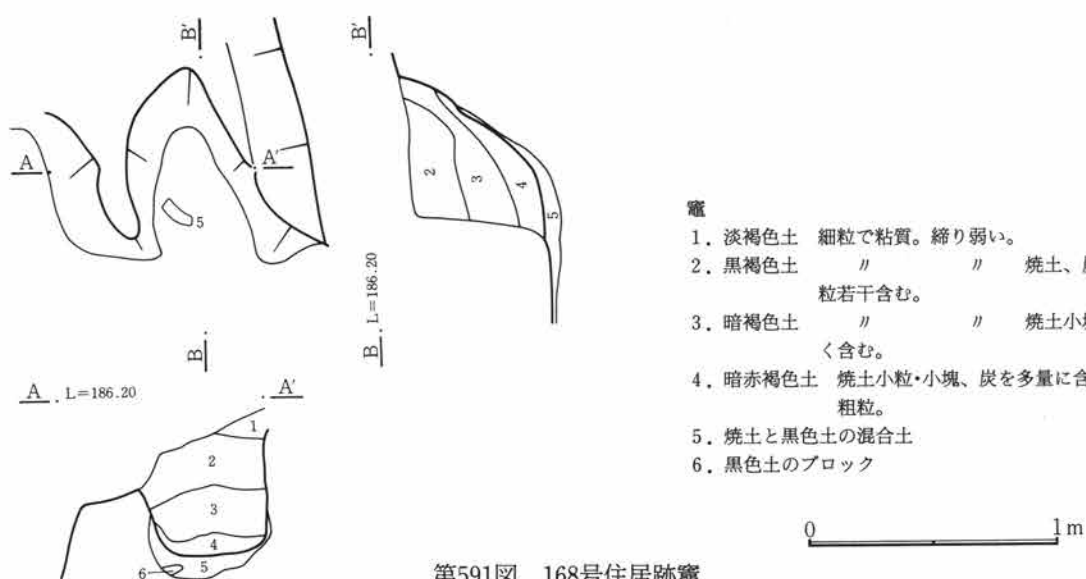 B'
B'
A
A'
5
2
3
4
5
B
B L=186.20
A L=186.20
A'
1
2
3
4
5
6
竈
1. 淡褐色土 細粒で粘質。締り弱い。
2. 黒褐色土 〃 〃 焼土、
粒若干含む。
3. 暗褐色土 〃 〃 焼土小
く含む。
4. 暗赤褐色土 焼土小粒・小塊、炭を多量に含
粗粒。
5. 焼土と黒色土の混合土
6. 黒色土のブロック
0 1m
第591図 168号住居跡竈